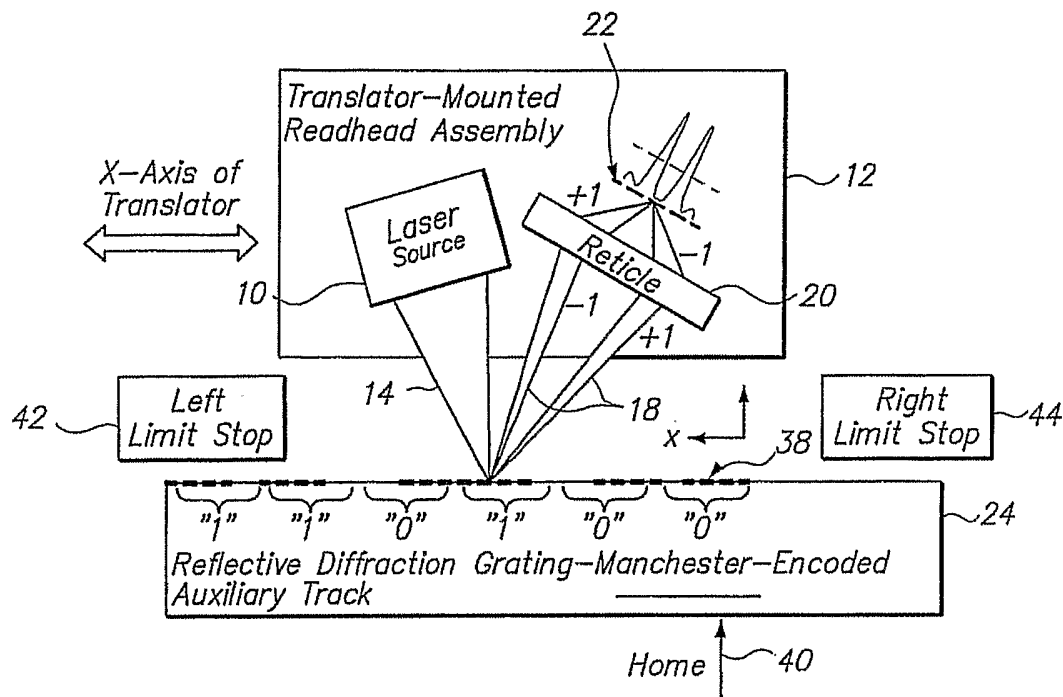 22
Translator-Mounted
Readhead Assembly
12
X-Axis of
Translator
+1
Laser
Source
Reticle
-1
10
20
-1
+1
14
18
42
Left
Limit Stop
X
Right
Limit Stop
44
38
"1" "1" "0" "1" "0" "0"
24
Reflective Diffraction Grating-Manchester-Encoded
Auxiliary Track
Home
40